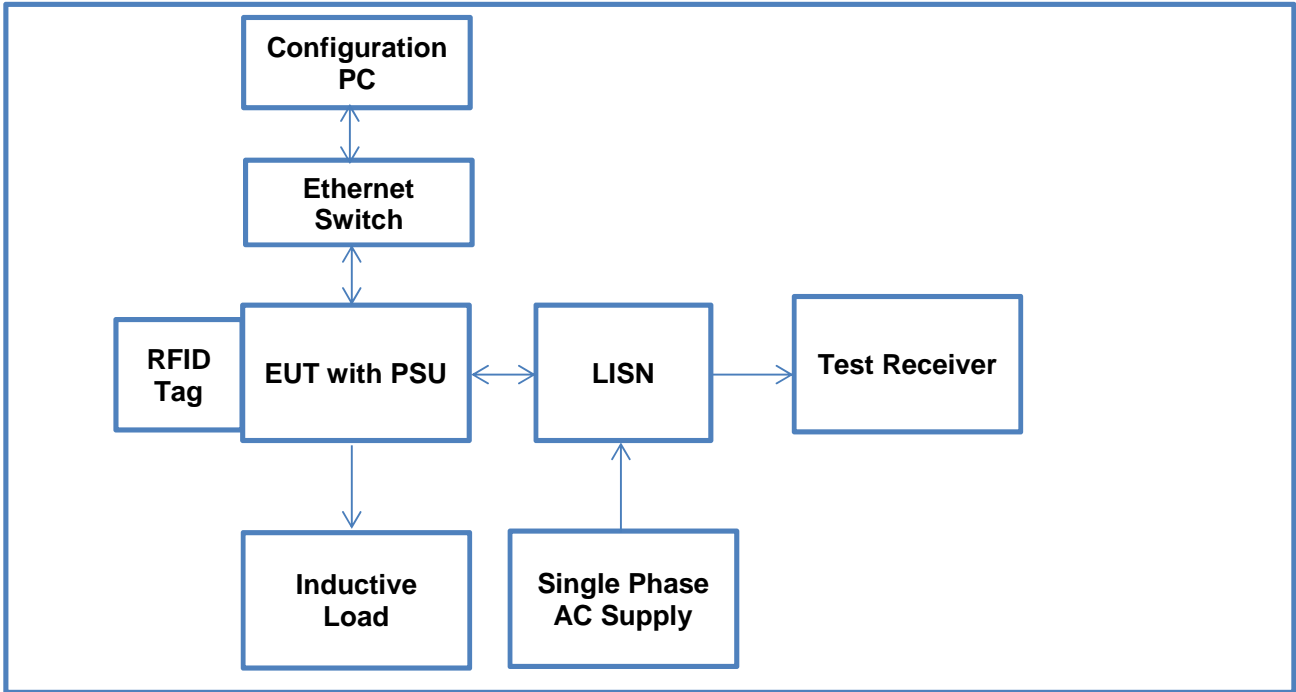 Configuration
PC
Ethernet
Switch
RFID
Tag
EUT with PSU
LISN
Test Receiver
Inductive
Load
Single Phase
AC Supply